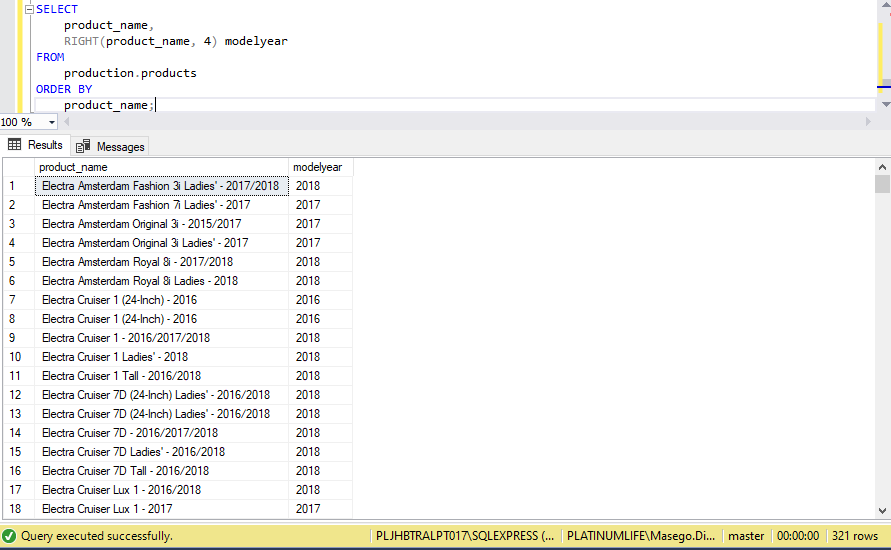 SELECT
product_name,
RIGHT(product_name, 4) modelyear
FROM
production.products
ORDER BY
product_name;
100 %
Results Messages
product_name modelyear
1 Electra Amsterdam Fashion 3i Ladies' - 2017/2018 2018
2 Electra Amsterdam Fashion 7i Ladies' - 2017 2017
3 Electra Amsterdam Original 3i - 2015/2017 2017
4 Electra Amsterdam Original 3i Ladies' - 2017 2017
5 Electra Amsterdam Royal 8i - 2017/2018 2018
6 Electra Amsterdam Royal 8i Ladies - 2018 2018
7 Electra Cruiser 1 (24-Inch) - 2016 2016
8 Electra Cruiser 1 (24-Inch) - 2016 2016
9 Electra Cruiser 1 - 2016/2017/2018 2018
10 Electra Cruiser 1 Ladies' - 2018 2018
11 Electra Cruiser 1 Tall - 2016/2018 2018
12 Electra Cruiser 7D (24-Inch) Ladies' - 2016/2018 2018
13 Electra Cruiser 7D (24-Inch) Ladies' - 2016/2018 2018
14 Electra Cruiser 7D - 2016/2017/2018 2018
15 Electra Cruiser 7D Ladies' - 2016/2018 2018
16 Electra Cruiser 7D Tall - 2016/2018 2018
17 Electra Cruiser Lux 1 - 2016/2018 2018
18 Electra Cruiser Lux 1 - 2017 2017
Query executed successfully. PLJHBTRALPT017\SQLEXPRESS (... PLATINUMLIFE\Masego.Di... master 00:00:00 321 rows